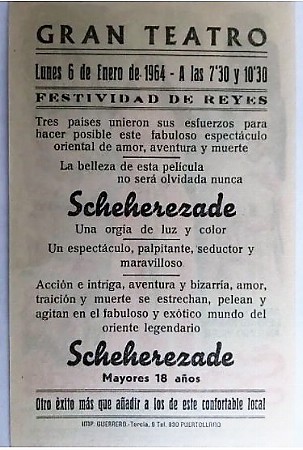 GRAN TEATRO
Lunes 6 de Enero de 1964 - A las 7'30 y 10'30
FESTIVIDAD DE REYES
Tres paises unieron sus esfuerzos para
hacer posible este fabuloso espectáculo
oriental de amor, aventura y muerte
La belleza de esta película
no será olvidada nunca
Scheherezade
Una orgia de luz y color
Un espectáculo, palpitante, seductor y
maravilloso
Acción e intriga, aventura y bizarría, amor,
traición y muerte se estrechan, pelean y
agitan en el fabuloso y exòtico mundo del
oriente legendario
Scheherezade
Mayores 18 años
Otro éxito más que añadir a los de este confortable local
IMP. GUERRERO.-Torcia, 9 Tel. 890 PUERTOLLANO